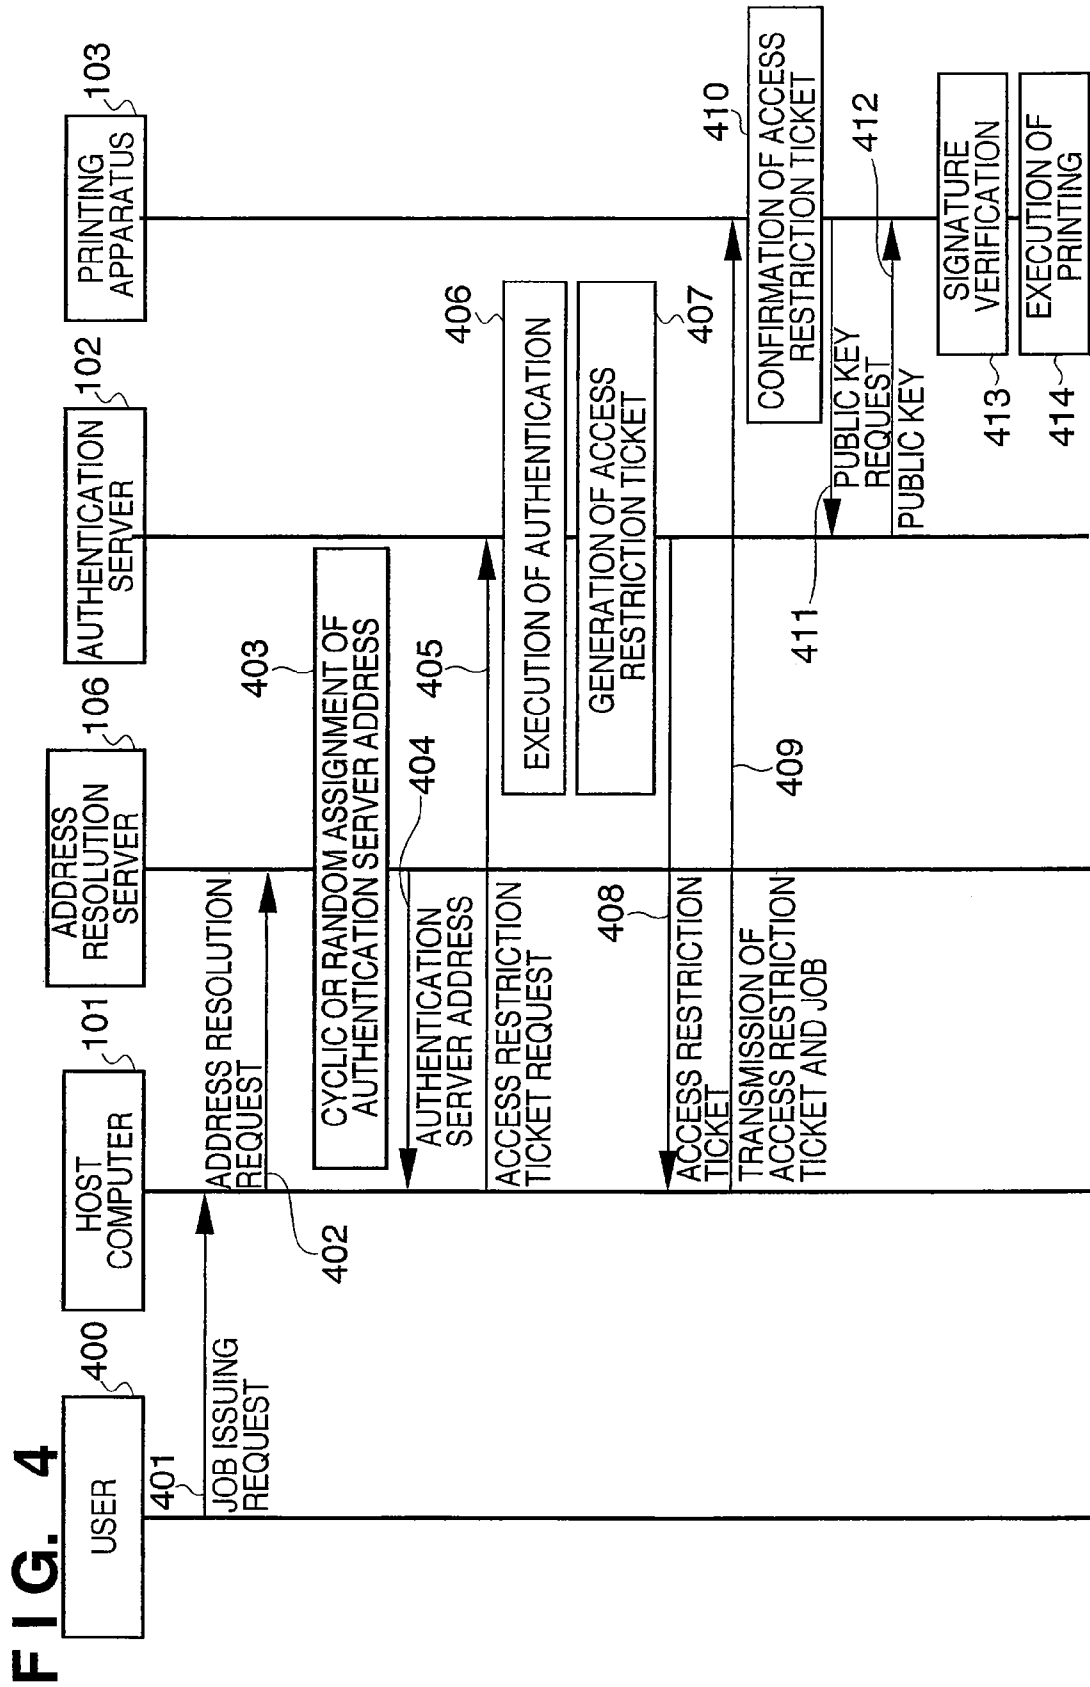 FIG. 4
USER
400
HOST
COMPUTER
101
ADDRESS
RESOLUTION
SERVER
106
AUTHENTICATION
SERVER
102
PRINTING
APPARATUS
103
401
JOB ISSUING
REQUEST
ADDRESS RESOLUTION
REQUEST
402
403
CYCLIC OR RANDOM ASSIGNMENT OF
AUTHENTICATION SERVER ADDRESS
404
AUTHENTICATION
SERVER ADDRESS
405
ACCESS RESTRICTION
TICKET REQUEST
406
EXECUTION OF AUTHENTICATION
GENERATION OF ACCESS
RESTRICTION TICKET
407
408
ACCESS RESTRICTION
TICKET
409
TRANSMISSION OF
ACCESS RESTRICTION
TICKET AND JOB
410
CONFIRMATION OF ACCESS
RESTRICTION TICKET
411
PUBLIC KEY
REQUEST
412
PUBLIC KEY
SIGNATURE
VERIFICATION
413
EXECUTION OF
PRINTING
414